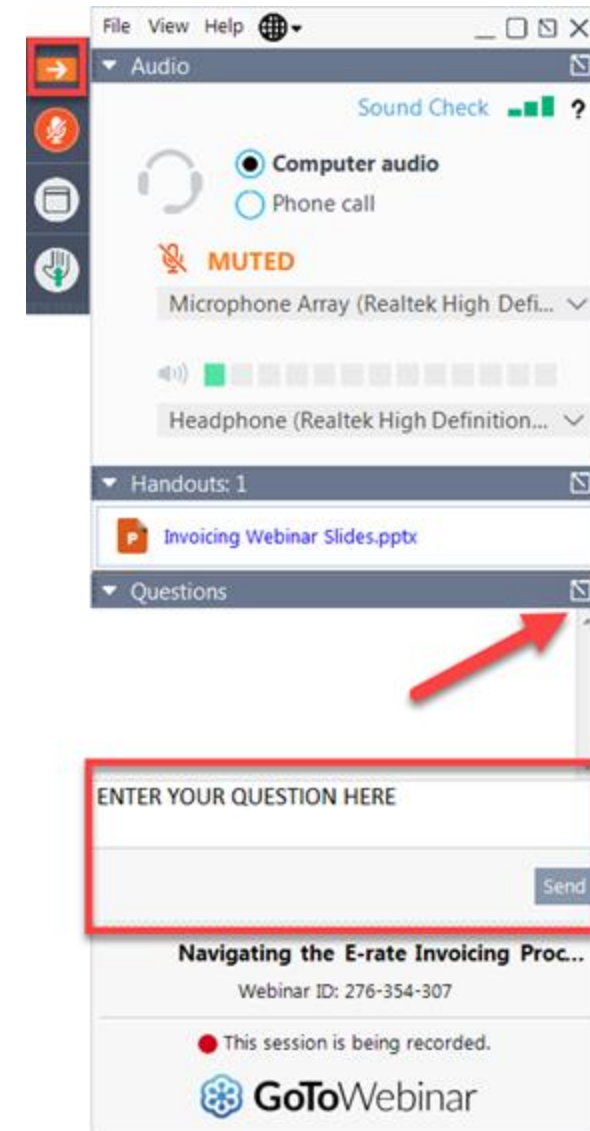 File View Help
Audio
Sound Check ?
Computer audio
Phone call
MUTED
Microphone Array (Realtek High Defi...
Headphone (Realtek High Definition...
Handouts: 1
P Invoicing Webinar Slides.pptx
Questions
ENTER YOUR QUESTION HERE
Send
Navigating the E-rate Invoicing Proc...
Webinar ID: 276-354-307
This session is being recorded.
GoToWebinar